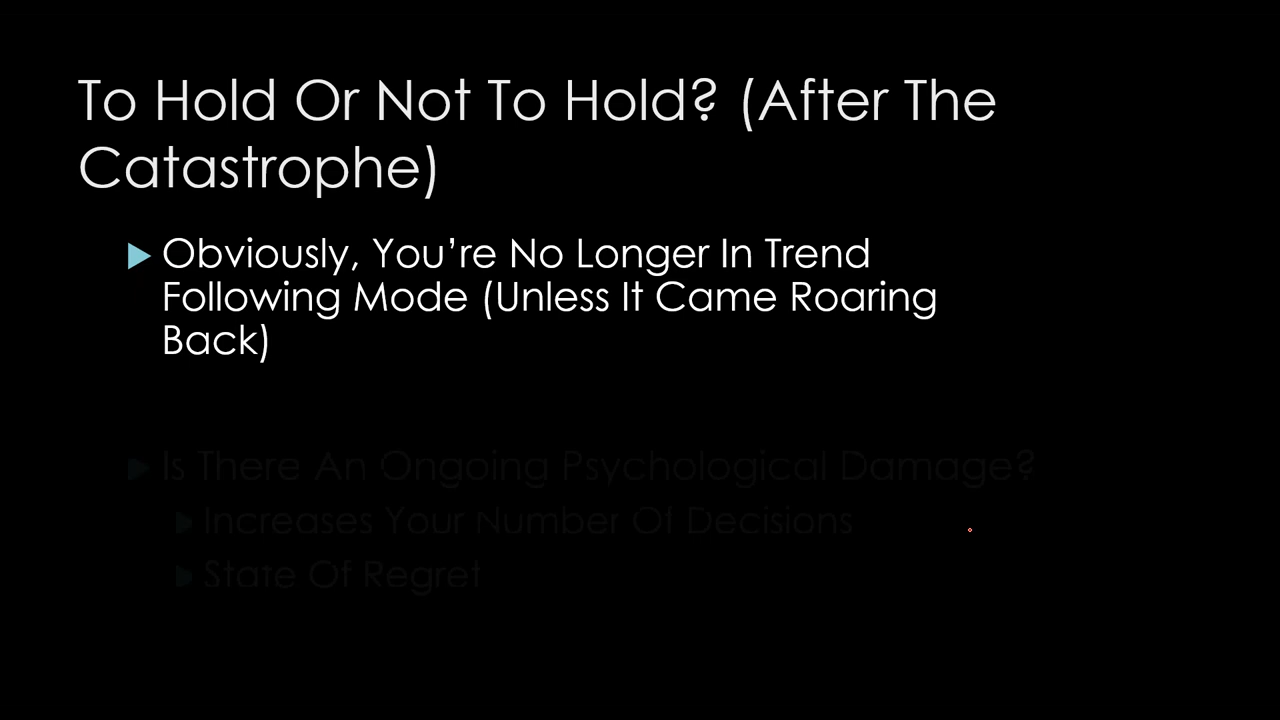 To Hold Or Not To Hold? (After The
Catastrophe)
Obviously, You’re No Longer In Trend
Following Mode (Unless It Came Roaring
Back)
Is There An Ongoing Psychological Damage?
Increases Your Number Of Decisions
State Of Regret